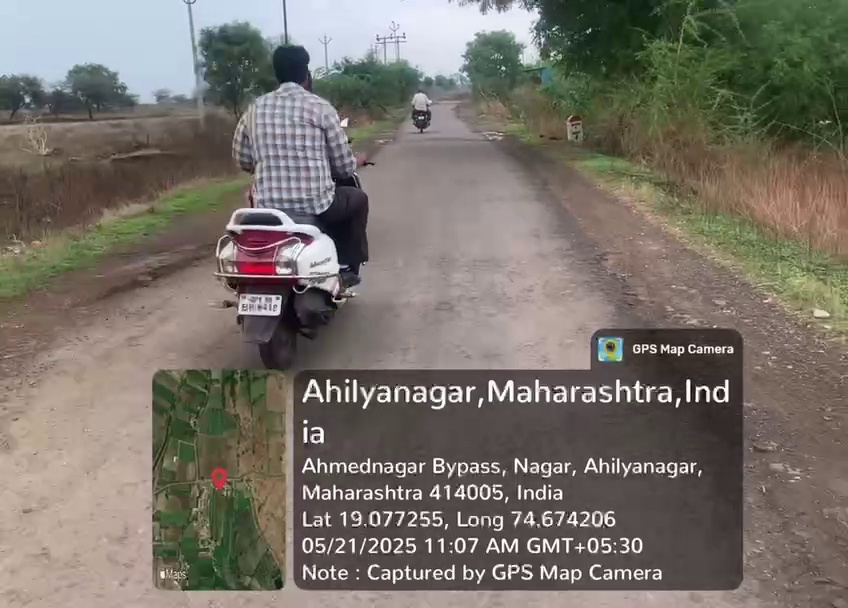 GPS Map Camera
Ahilyanagar,Maharashtra,Ind
ia
Ahmednagar Bypass, Nagar, Ahilyanagar,
Maharashtra 414005, India
Lat 19.077255, Long 74.674206
05/21/2025 11:07 AM GMT+05:30
Note : Captured by GPS Map Camera
Maps